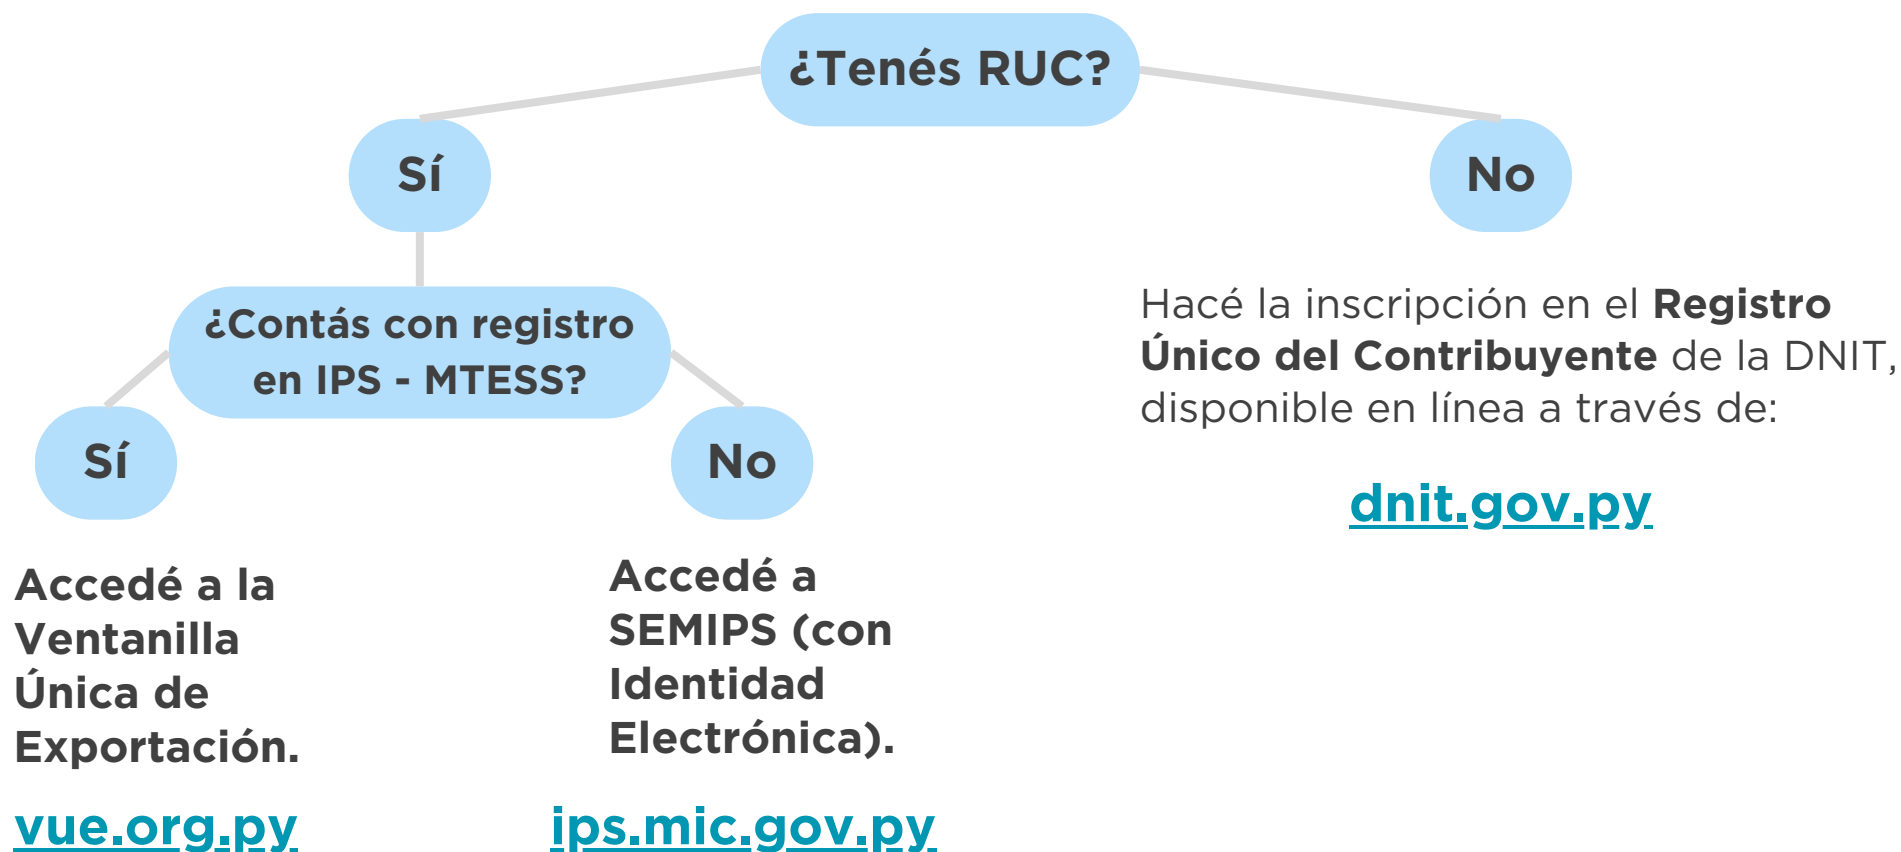 ¿Tenés RUC?
Sí
No
¿Contás con registro
en IPS - MTESS?
Sí
No
Accedé a la
Ventanilla
Única de
Exportación.
vue.org.py
Accedé a
SEMIPS (con
Identidad
Electrónica).
ips.mic.gov.py
Hacé la inscripción en el Registro
Único del Contribuyente de la DNIT,
disponible en línea a través de:
dnit.gov.py